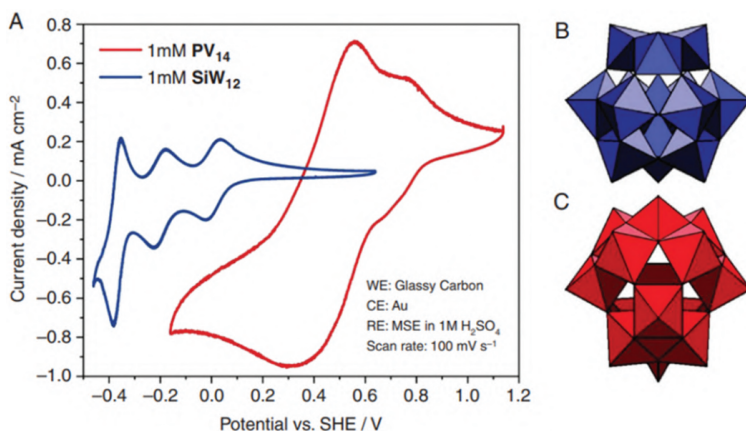 A
1mM PV₁₄
1mM SiW₁₂
0.8
0.6
0.4
0.2
0.0
−0.2
−0.4
−0.6
−0.8
−1.0
Current density / mA cm⁻²
WE: Glassy Carbon
CE: Au
RE: MSE in 1M H₂SO₄
Scan rate: 100 mV s⁻¹
−0.4 −0.2 0.0 0.2 0.4 0.6 0.8 1.0 1.2
Potential vs. SHE / V
B
C